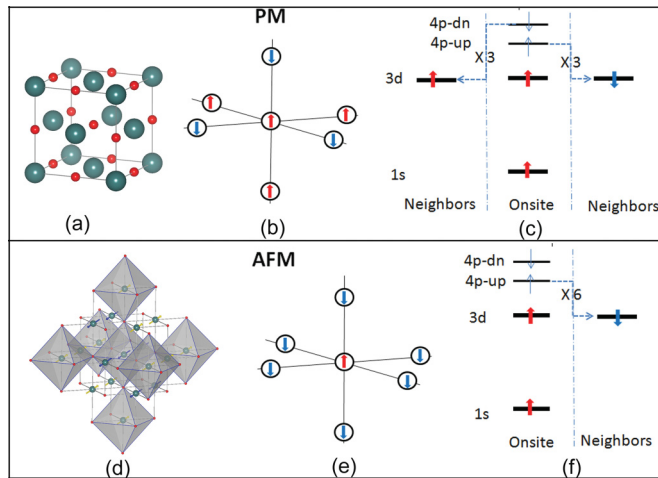 PM
4p-dn
4p-up
X 3
X 3
3d
1s
Neighbors Onsite Neighbors
(a) (b) (c)
AFM
4p-dn
4p-up
X 6
3d
1s
Onsite Neighbors
(d) (e) (f)